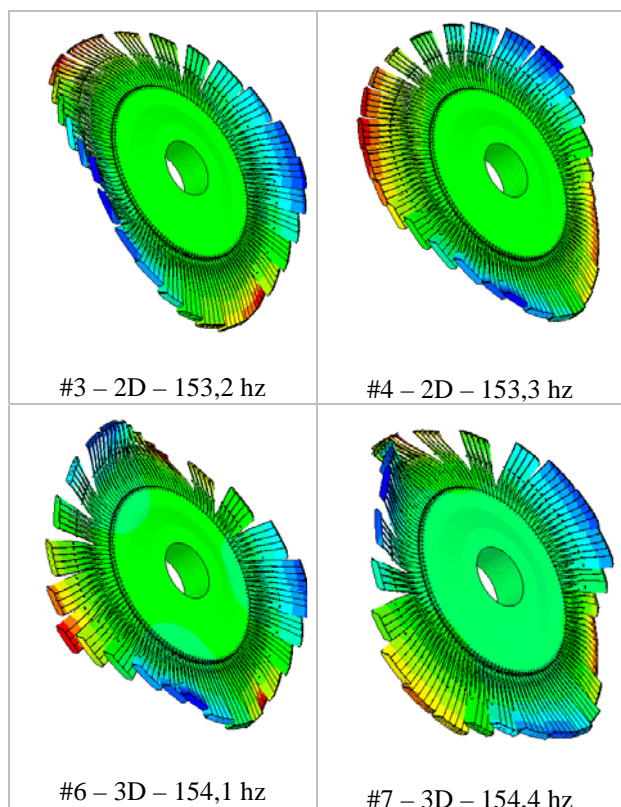 #3 – 2D – 153,2 hz
#4 – 2D – 153,3 hz
#6 – 3D – 154,1 hz
#7 – 3D – 154,4 hz